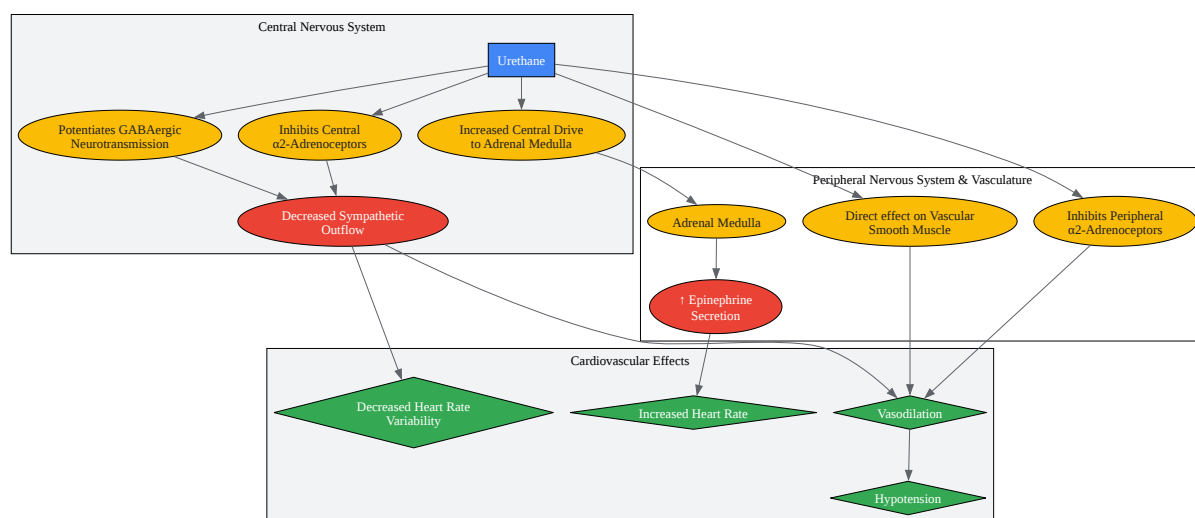 Central Nervous System
Urethane
Potentiates GABAergic
Neurotransmission
Inhibits Central
α2-Adrenoceptors
Increased Central Drive
to Adrenal Medulla
Decreased Sympathetic
Outflow
Peripheral Nervous System & Vasculature
Adrenal Medulla
Direct effect on Vascular
Smooth Muscle
Inhibits Peripheral
α2-Adrenoceptors
↑ Epinephrine
Secretion
Cardiovascular Effects
Decreased Heart Rate
Variability
Increased Heart Rate
Vasodilation
Hypotension